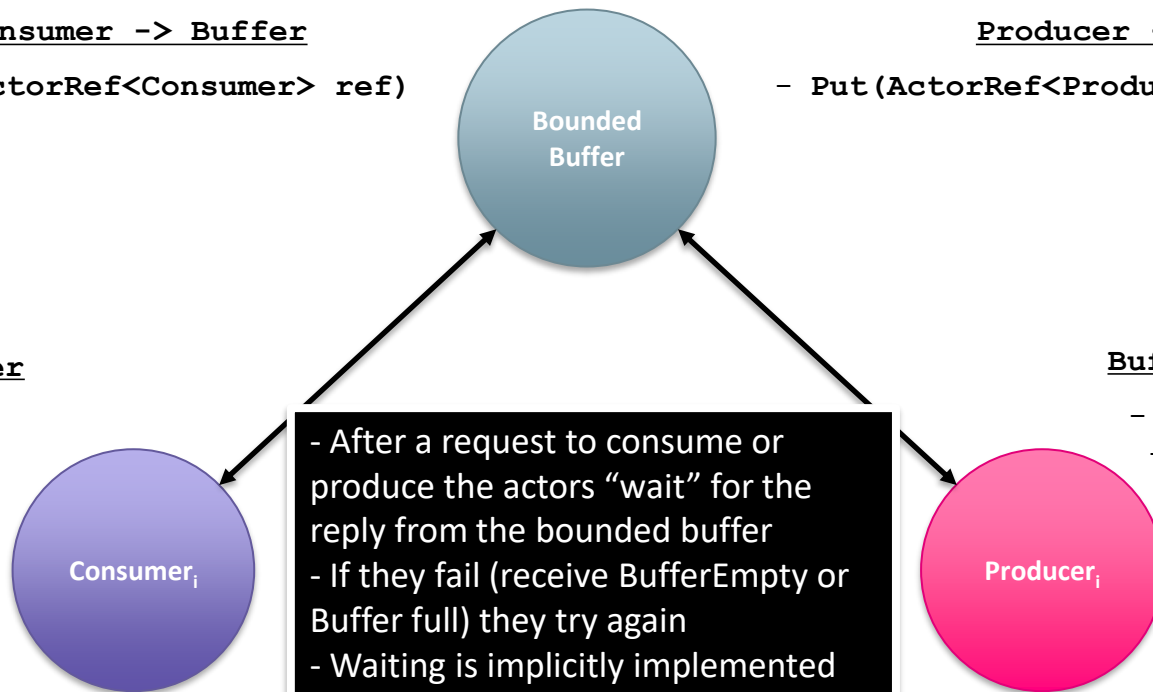 nsumer -> Buffer
Producer
ctorRef<Consumer> ref)
- Put(ActorRef<Produ
Bounded
Buffer
er
Buf
-
- After a request to consume or
produce the actors “wait” for the
reply from the bounded buffer
- If they fail (receive BufferEmpty or
Buffer full) they try again
- Waiting is implicitly implemented
Consumeri
Produceri